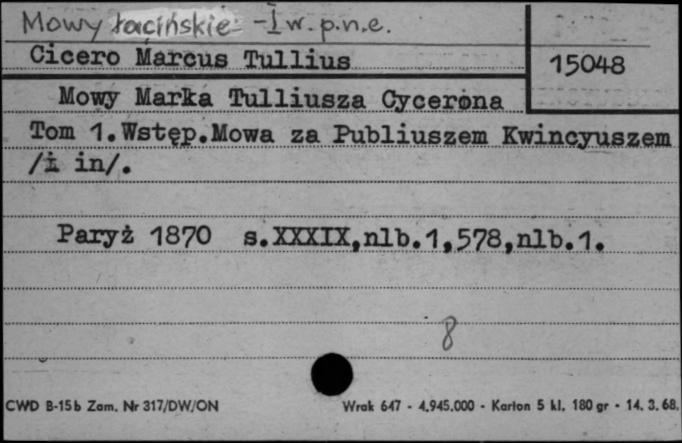 Mowy łacińskie - I w. p.n.e.
Cicero Marcus Tullius
15048
Mowy Marka Tulliusza Cycerona
Tom 1.Wstęp.Mowa za Publiuszem Kwincyuszem
/i in/.
Paryż 1870 s.XXXIX,nlb.1,578,nlb.1.
8
CWD B-15b Zam. Nr 317/DW/ON
Wrak 647 - 4.945.000 - Karton 5 kl. 180 gr - 14. 3. 68.